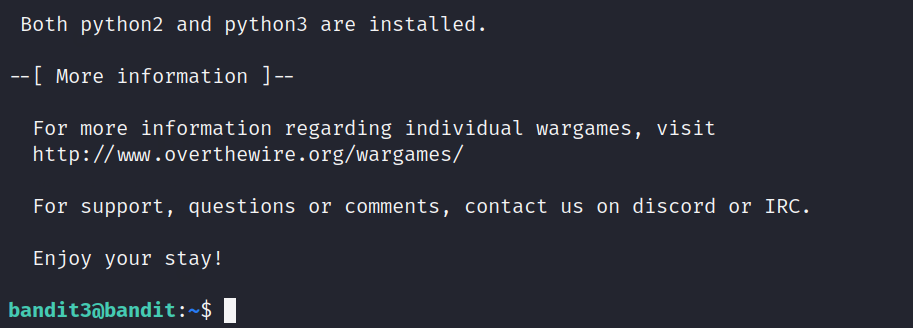 Both python2 and python3 are installed.
--[ More information ]--
For more information regarding individual wargames, visit
http://www.overthewire.org/wargames/
For support, questions or comments, contact us on discord or IRC.
Enjoy your stay!
bandit3@bandit:~$